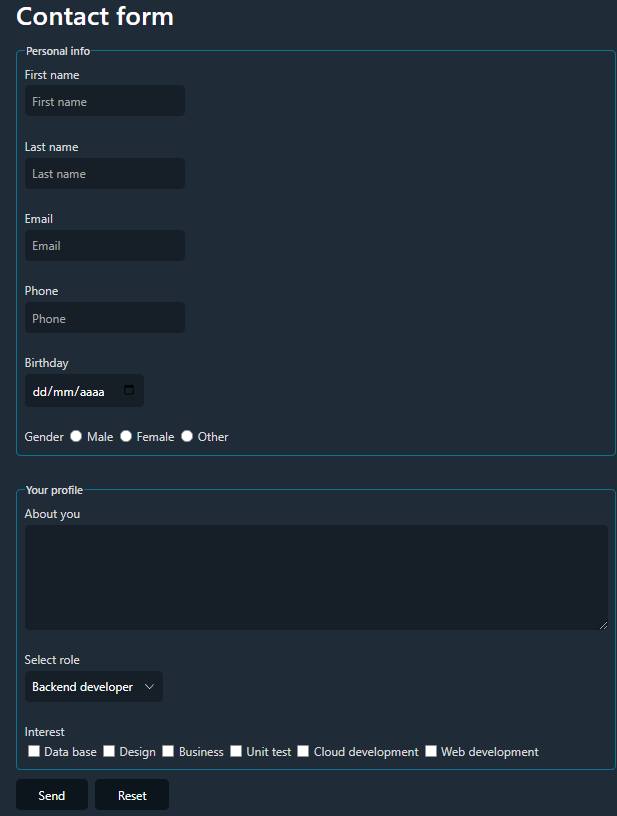 Contact form
Personal info
First name
First name
Last name
Last name
Email
Email
Phone
Phone
Birthday
dd/mm/aaaa
Gender Male Female Other
Your profile
About you
Select role
Backend developer
Interest
Data base Design Business Unit test Cloud development Web development
Send Reset